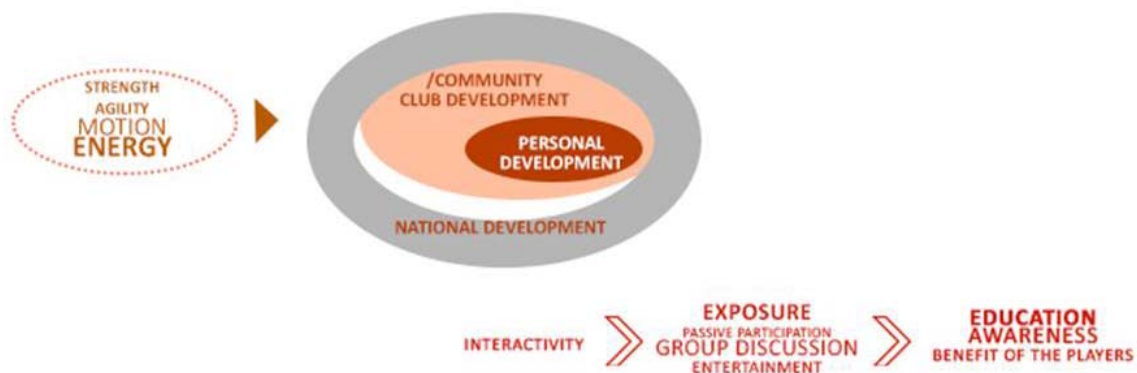 STRENGTH
AGILITY
MOTION
ENERGY
/COMMUNITY
CLUB DEVELOPMENT
PERSONAL
DEVELOPMENT
NATIONAL DEVELOPMENT
INTERACTIVITY
EXPOSURE
PASSIVE PARTICIPATION
GROUP DISCUSSION
ENTERTAINMENT
EDUCATION
AWARENESS
BENEFIT OF THE PLAYERS